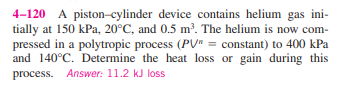 4–120 A piston–cylinder device contains helium gas ini-
tially at 150 kPa, 20°C, and 0.5 m³. The helium is now com-
pressed in a polytropic process (PVⁿ = constant) to 400 kPa
and 140°C. Determine the heat loss or gain during this
process. Answer: 11.2 kJ loss